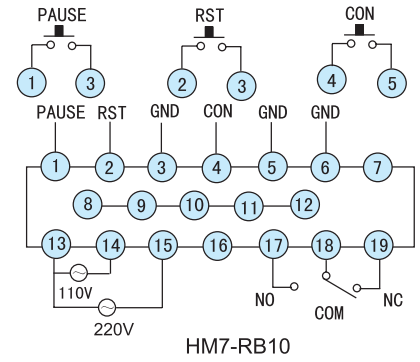 PAUSE RST CON
1 3 2 3 4 5
PAUSE RST GND CON GND GND
1 2 3 4 5 6 7
8 9 10 11 12
13 14 15 16 17 18 19
110V NO COM NC
220V
HM7-RB10